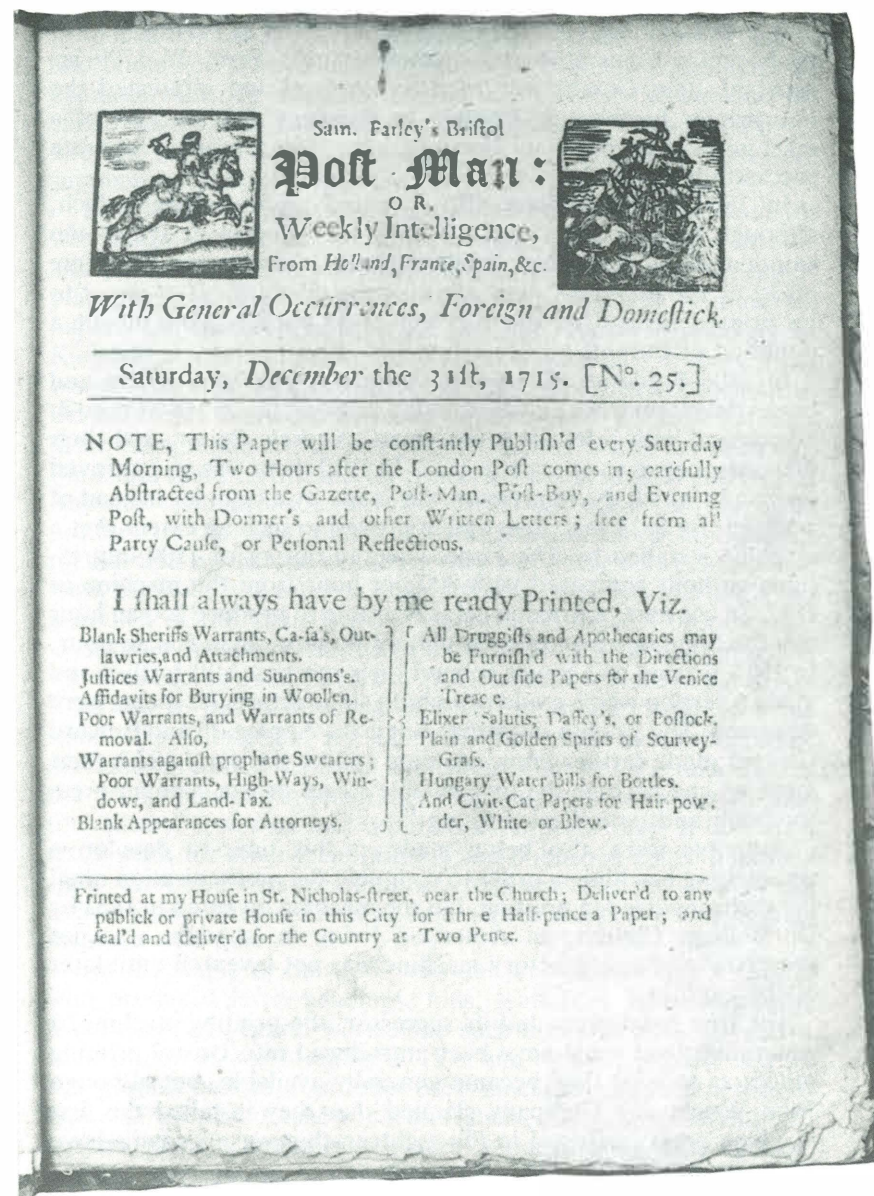 Sam. Farley's Briſtol
Poſt Man:
OR,
Weekly Intelligence,
From Holland, France, Spain, &c.
With General Occurrences, Foreign and Domeſtick.
Saturday, December the 31ſt, 1715. [No. 25.]
NOTE, This Paper will be conſtantly Publiſh'd every Saturday
Morning, Two Hours after the London Poſt comes in; carefully
Abſtracted from the Gazette, Poſt-Man, Poſt-Boy, and Evening
Poſt, with Dormer's and other Written Letters; free from all
Party Cauſe, or Perſonal Reflections.
I ſhall always have by me ready Printed, Viz.
Blank Sheriffs Warrants, Ca-ſa's, Out-
lawries, and Attachments.
Juſtices Warrants and Summons's.
Affidavits for Burying in Woollen.
Poor Warrants, and Warrants of Re-
moval. Alſo,
Warrants againſt prophane Swearers;
Poor Warrants, High-Ways, Win-
dows, and Land-Tax.
Blank Appearances for Attorneys.
All Druggiſts and Apothecaries may
be Furniſh'd with the Directions
and Out ſide Papers for the Venice
Treac e.
Elixer Salutis; Daffey's, or Poſtock.
Plain and Golden Spirits of Scurvey-
Graſs.
Hungary Water Bills for Bottles.
And Civit-Cat Papers for Hair pow-
der, White or Blew.
Printed at my Houſe in St. Nicholas-ſtreet, near the Church; Deliver'd to any
publick or private Houſe in this City for Thr e Half-pence a Paper; and
ſeal'd and deliver'd for the Country at Two Pence.